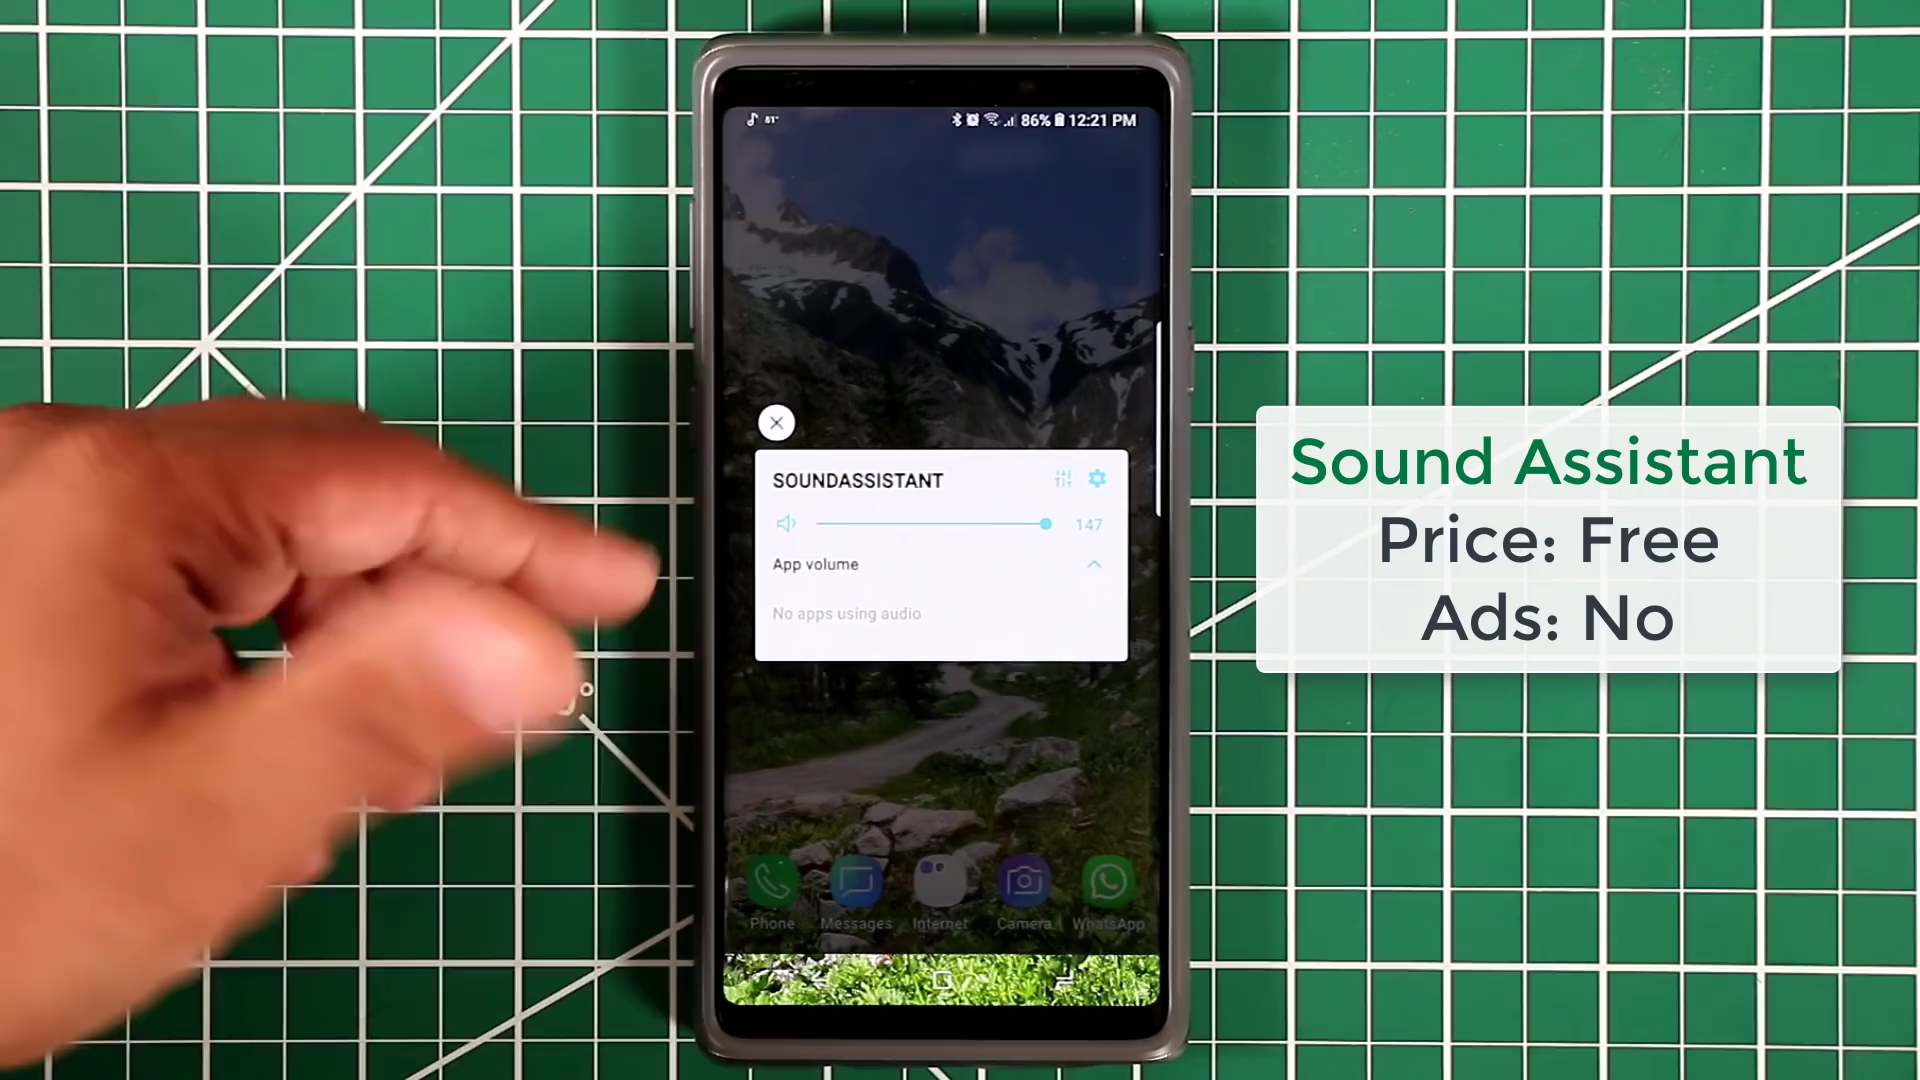 81°
86% 12:21 PM
SOUNDASSISTANT
147
App volume
No apps using audio
Phone Messages Internet Camera WhatsApp
Sound Assistant
Price: Free
Ads: No